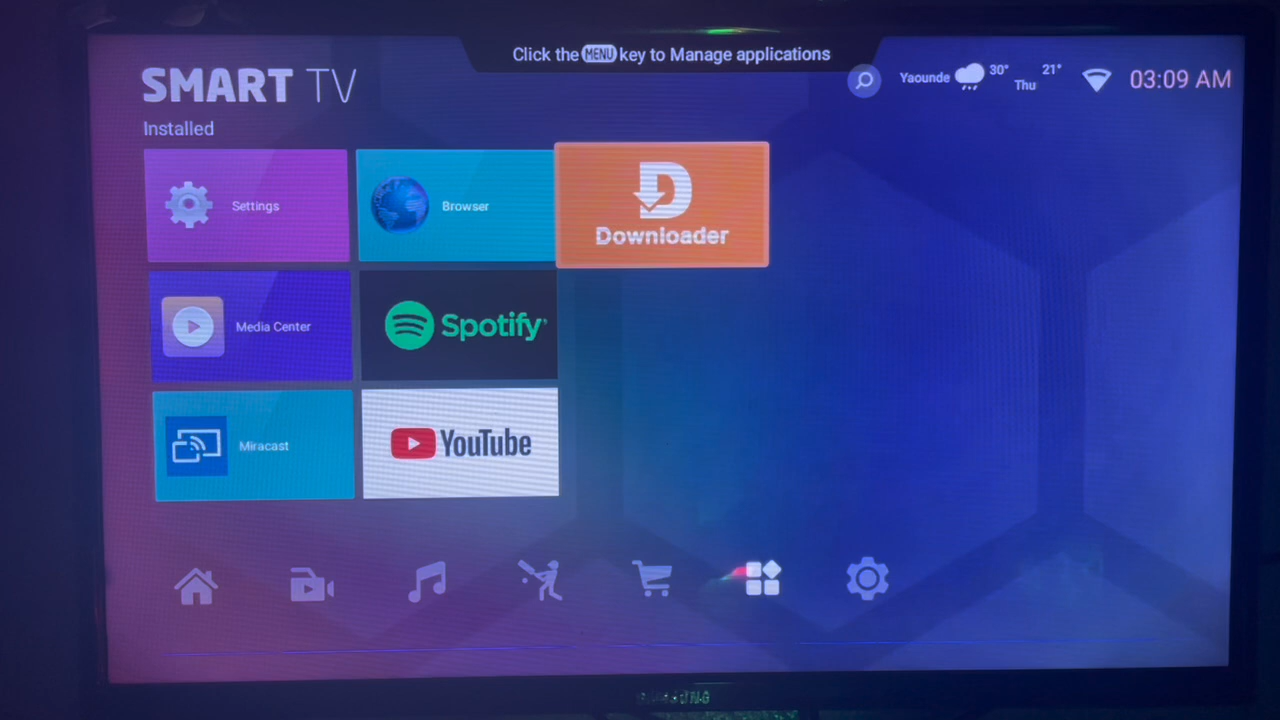 Click the MENU key to Manage applications
SMART TV
Yaounde 30° Thu 21° 03:09 AM
Installed
Settings
Browser
Downloader
Media Center
Spotify
Miracast
YouTube
SAMSUNG